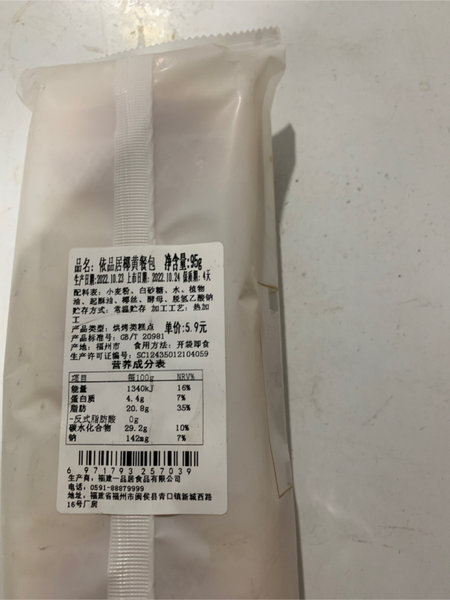 品名: 依品居椰黄餐包 净含量:95g
生产日期:2022.10.23 上市日期:2022.10.24 保质期: 4天
配料表: 小麦粉、白砂糖、水、植物
油、起酥油、椰丝、酵母、脱氢乙酸钠
贮存方式: 常温贮存 加工工艺: 热加
工
产品类型: 烘烤类糕点 单价:5.9元
产品标准号: GB/T 20981
产地: 福州市 食用方法: 开袋即食
生产许可证编号: SC12435012104059
营养成分表
项目 每100g NRV%
能量 1340kJ 16%
蛋白质 4.4g 7%
脂肪 20.8g 35%
-反式脂肪酸 0g
碳水化合物 29.2g 10%
钠 142mg 7%
6 971793 257039
生产商: 福建一品居食品有限公司
电话: 0591-88879999
地址: 福建省福州市闽侯县青口镇新城西路
16号厂房